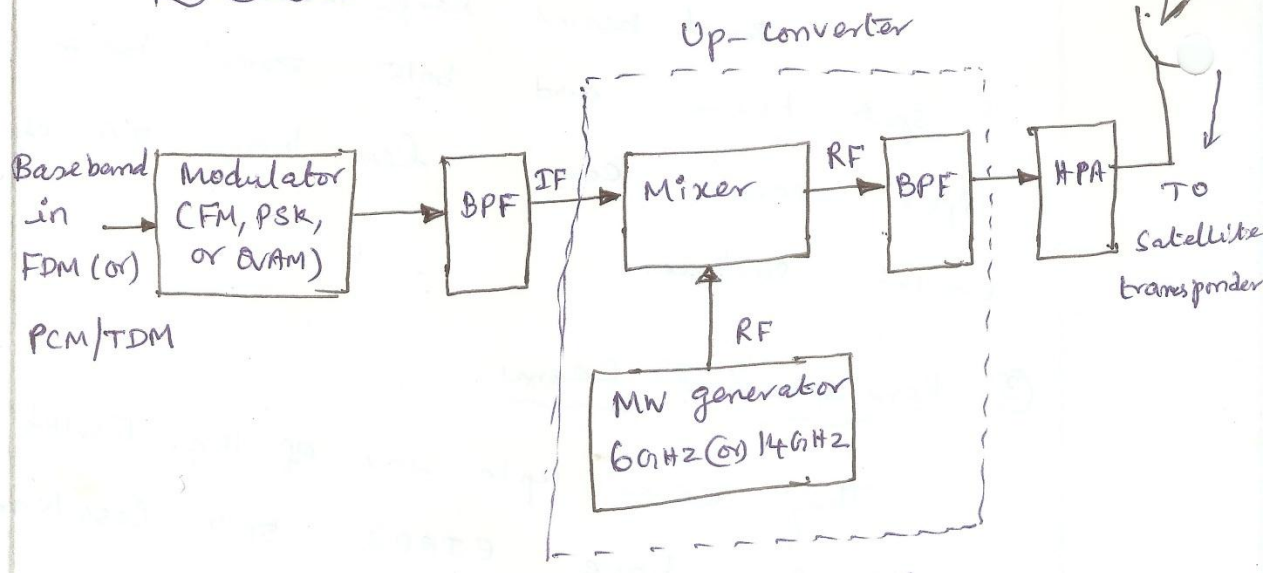 Up-converter
Baseband
in
FDM (or)
PCM/TDM
Modulator
CFM, PSK,
or QAM)
BPF
IF
Mixer
RF
BPF
HPA
TO
Satellite
transponder
RF
MW generator
6GHZ (or) 14GHZ